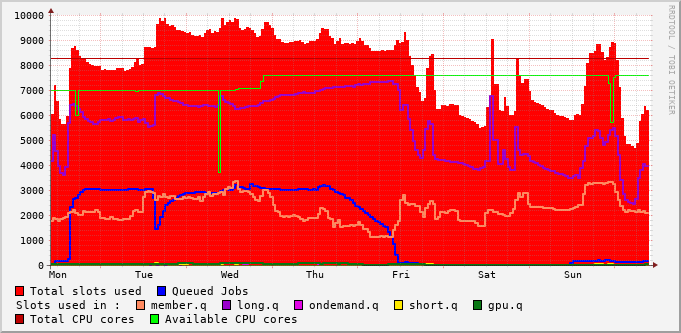 10000
9000
8000
7000
6000
5000
4000
3000
2000
1000
0
Mon Tue Wed Thu Fri Sat Sun
RRDTOOL / TOBI OETIKER
Total slots used Queued Jobs
Slots used in : member.q long.q ondemand.q short.q gpu.q
Total CPU cores Available CPU cores